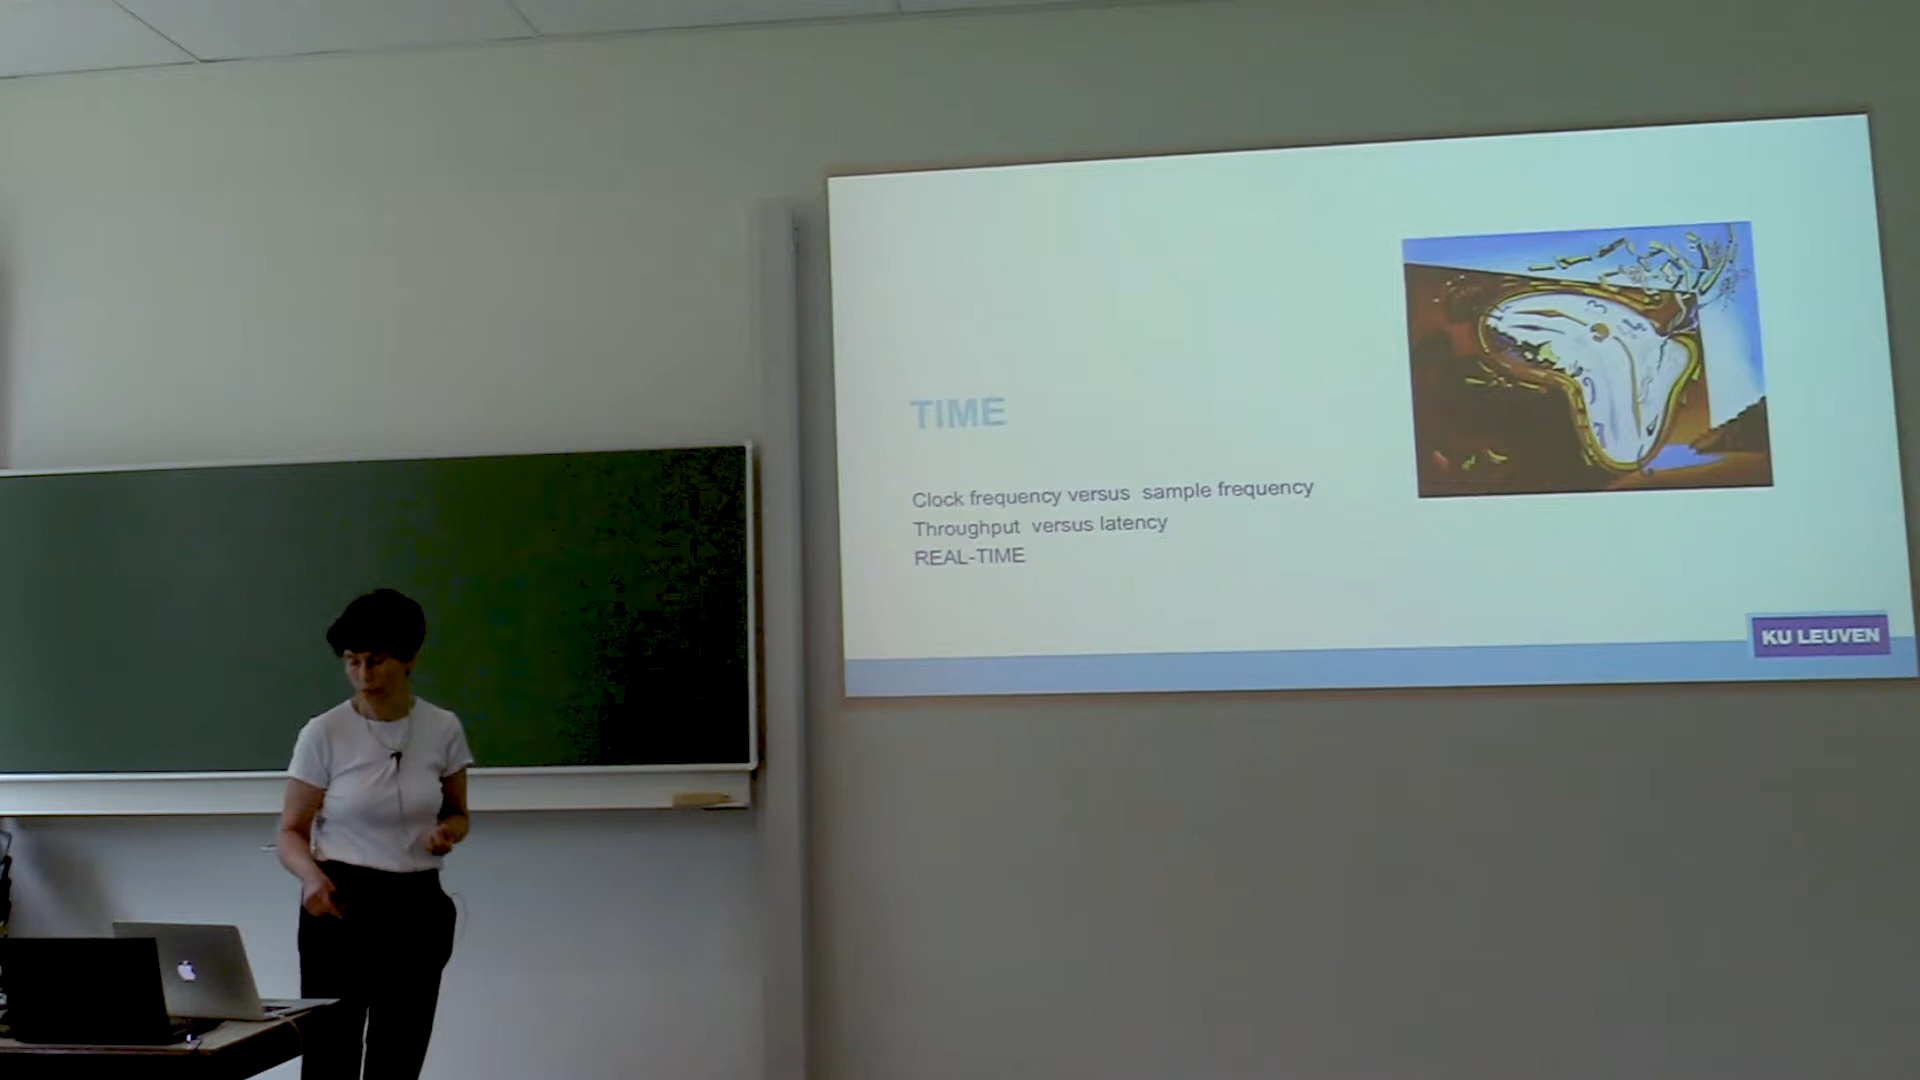 TIME
Clock frequency versus sample frequency
Throughput versus latency
REAL-TIME
KU LEUVEN